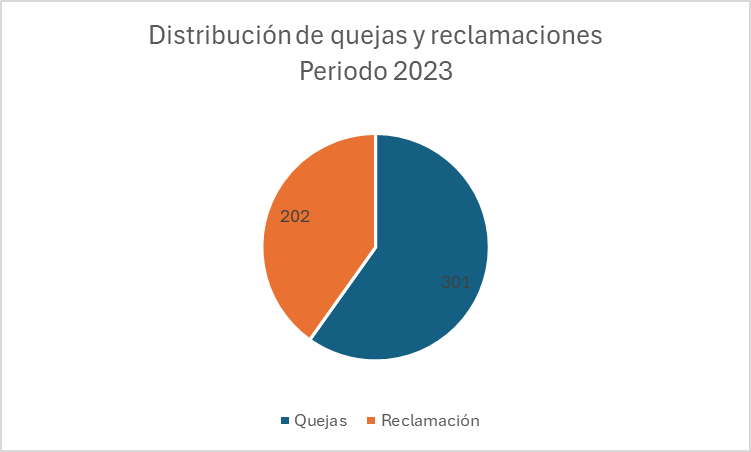 Distribución de quejas y reclamaciones
Periodo 2023
202
301
Quejas
Reclamación